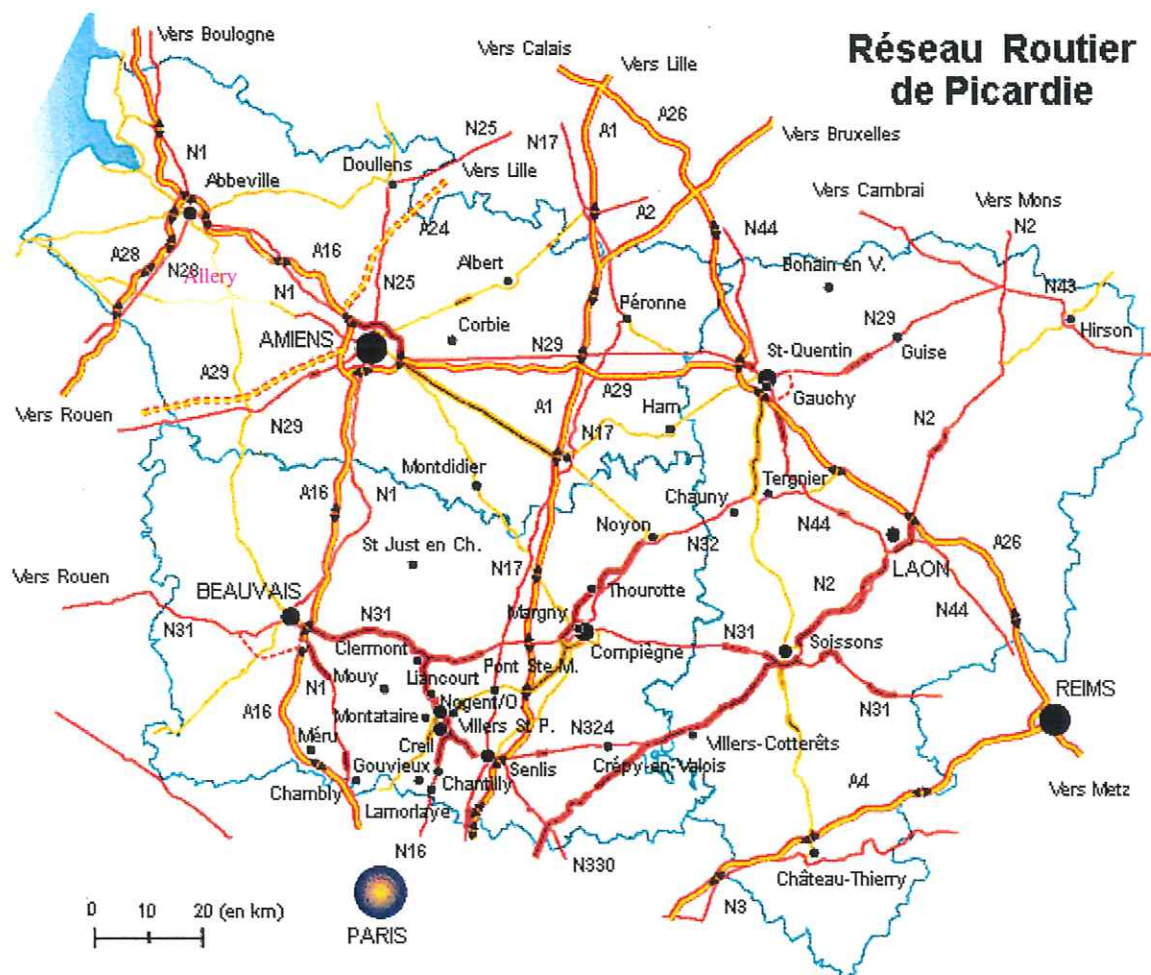 Réseau Routier
de Picardie
Vers Boulogne
Vers Calais
Vers Lille
A26
N25
N17
A1
Vers Bruxelles
N1
Doullens
Vers Lille
Abbeville
Vers Cambrai
Vers Mons
N2
A2
A24
N44
A28
N28
Allery
A16
Albert
Bohain en V.
N43
N1
N25
Péronne
Corbie
N29
Hirson
AMIENS
N29
St-Quentin
Guise
A29
A29
Gauchy
Vers Rouen
A1
Ham
N2
N29
N17
Montdidier
A16
N1
Tergnier
Chauny
N44
Noyon
N32
A26
St Just en Ch.
LAON
Vers Rouen
N17
Thourotte
N2
BEAUVAIS
N31
Margny
N44
N31
N31
Soissons
Clermont
Compiègne
Pont Ste M.
N1
Liancourt
Mouy
REIMS
Nogent/O.
A16
Montataire
Villers St P.
N31
N324
Villers-Cotterêts
Méru
Creil
Crépy-en-Valois
Gouvieux
Senlis
Chantilly
A4
Chambly
Vers Metz
Lamorlaye
N16
N330
Château-Thierry
N3
0 10 20 (en km)
PARIS